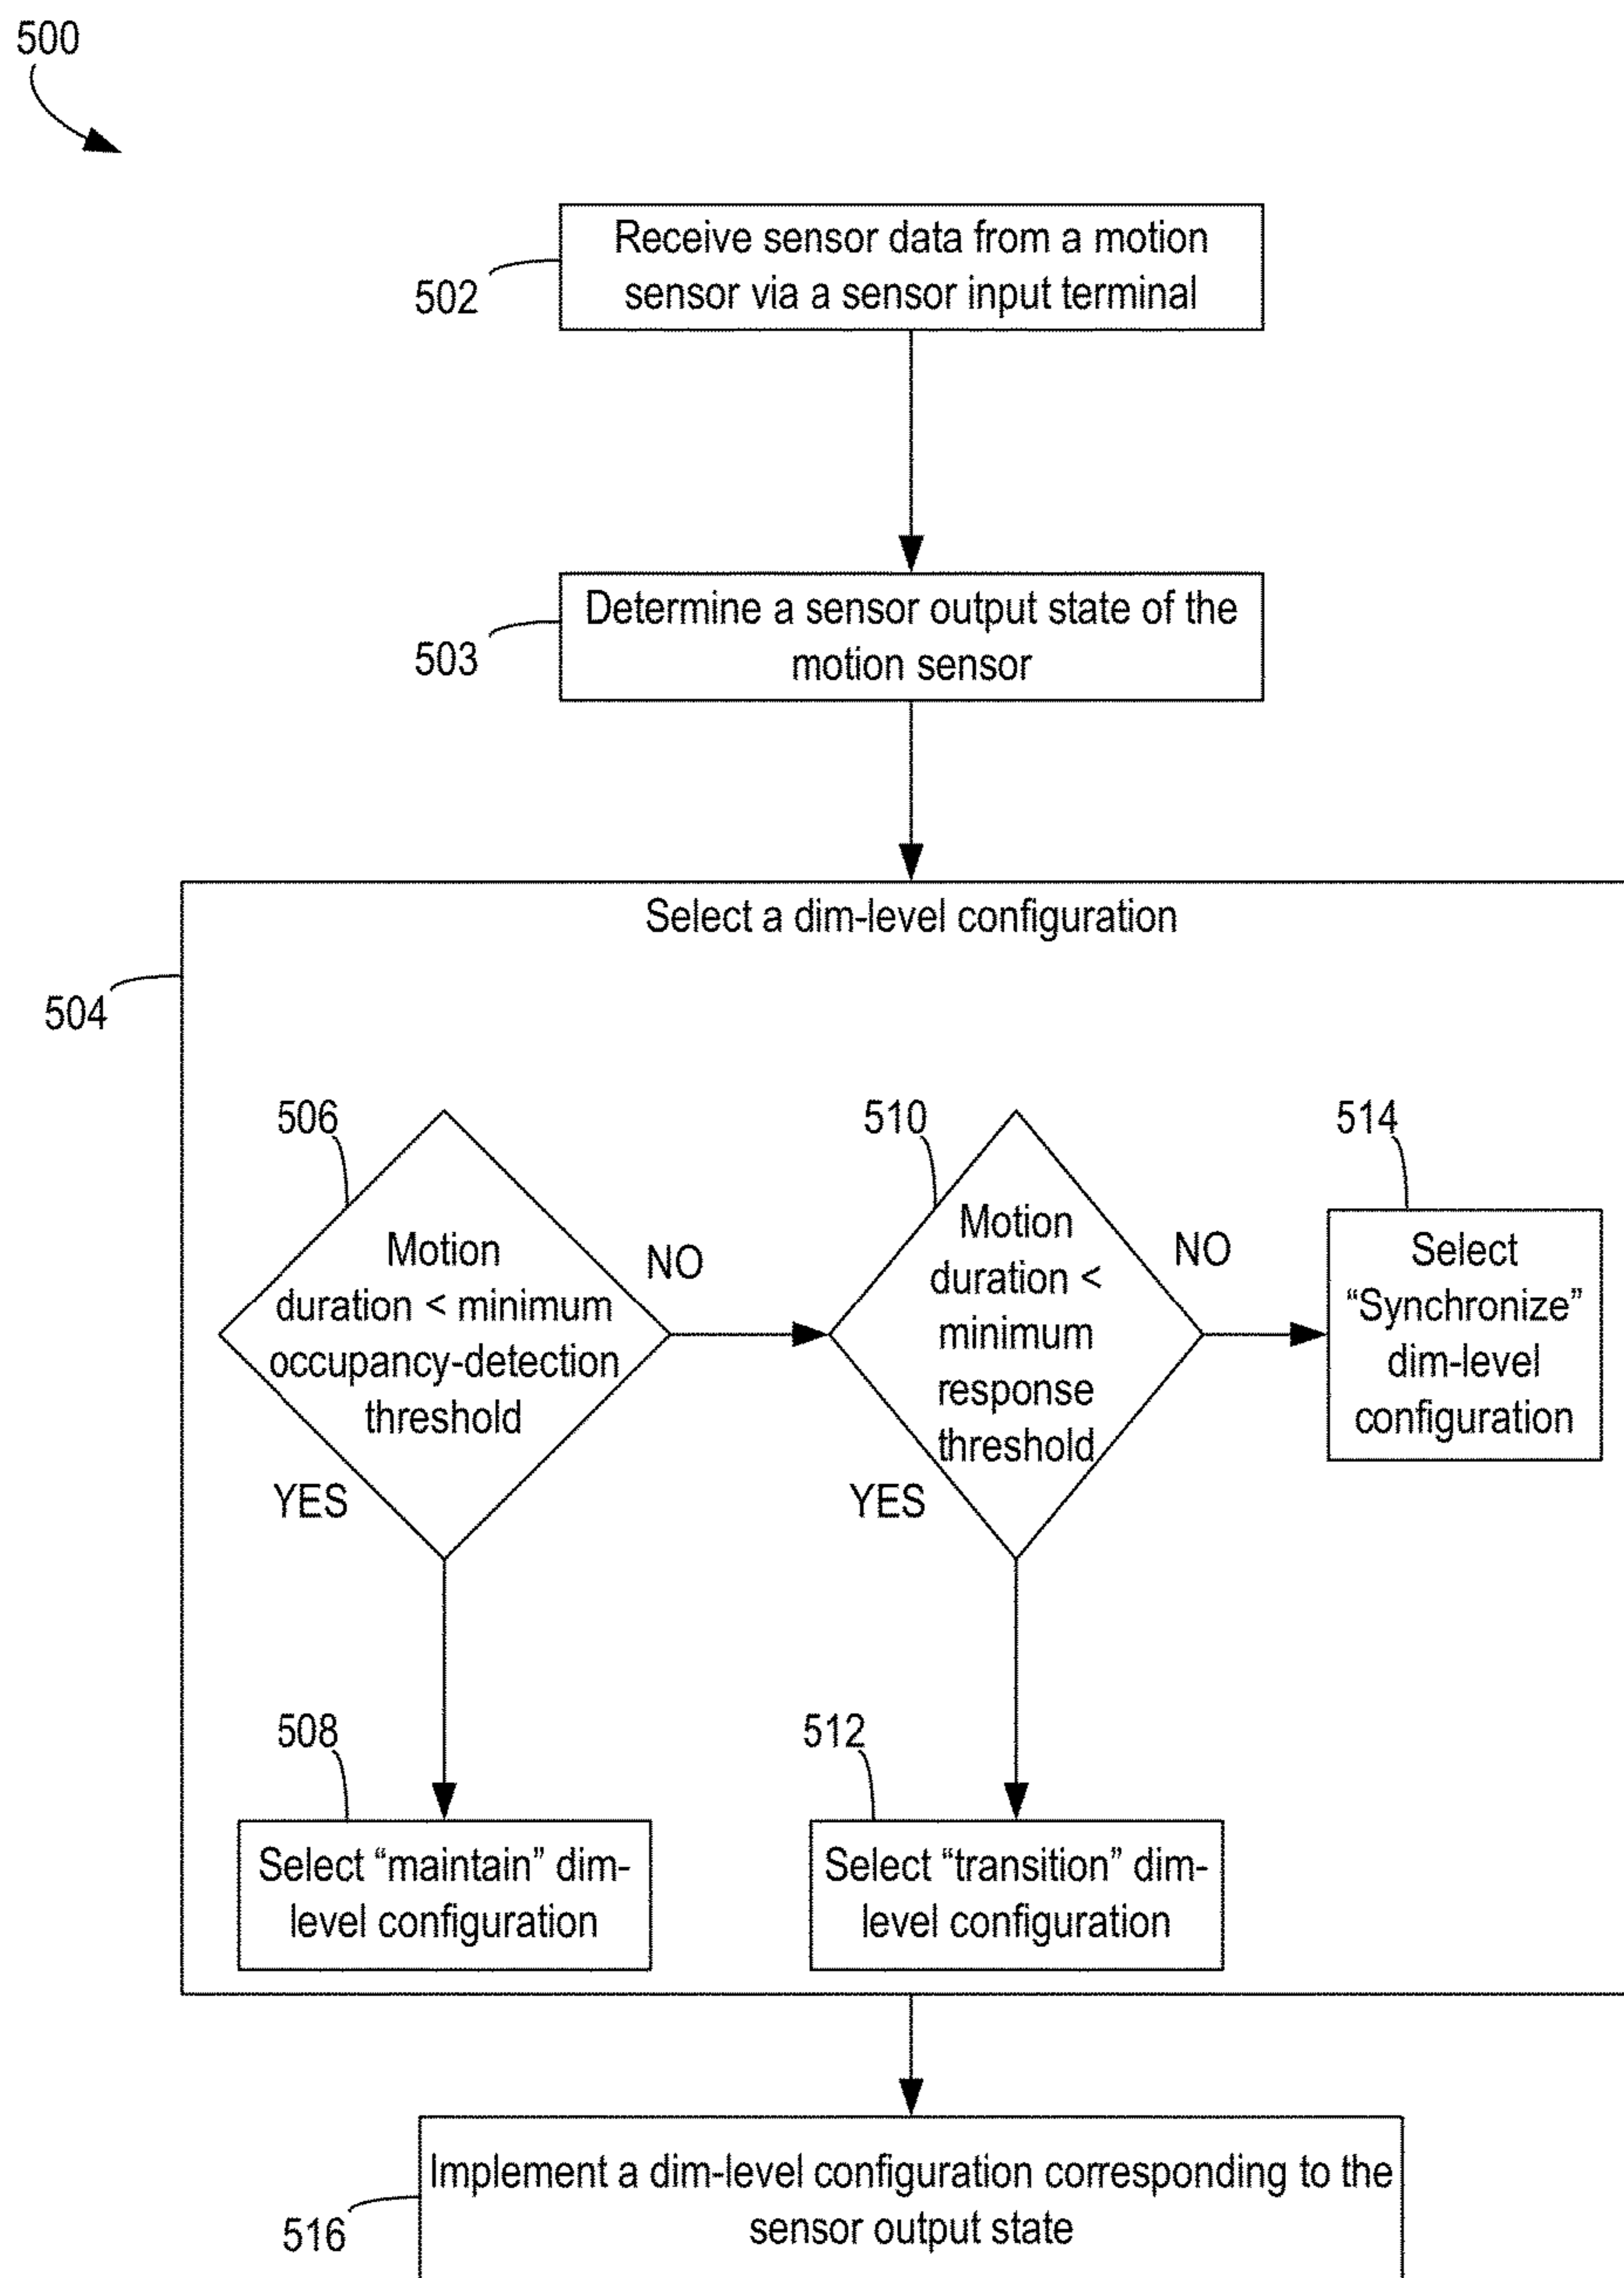 500
Receive sensor data from a motion
sensor via a sensor input terminal
502
Determine a sensor output state of the
motion sensor
503
Select a dim-level configuration
504
506
Motion
duration < minimum
occupancy-detection
threshold
NO
YES
510
Motion
duration <
minimum
response
threshold
NO
YES
514
Select
“Synchronize”
dim-level
configuration
508
Select “maintain” dim-
level configuration
512
Select “transition” dim-
level configuration
Implement a dim-level configuration corresponding to the
sensor output state
516